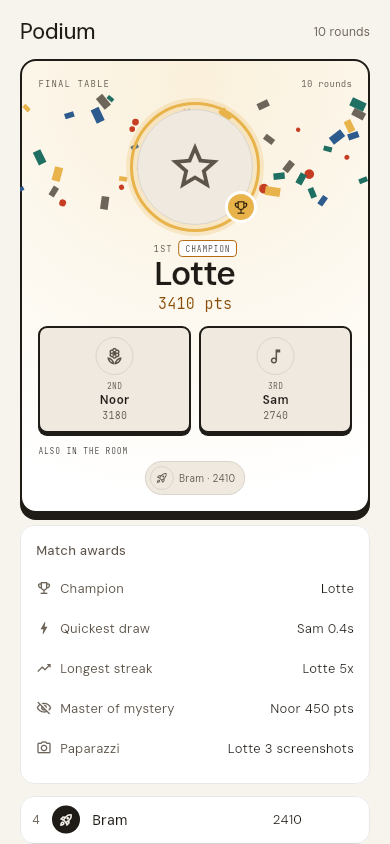 Podium
10 rounds
FINAL TABLE
10 rounds
1ST CHAMPION
Lotte
3410 pts
2ND
Noor
3180
3RD
Sam
2740
ALSO IN THE ROOM
Bram · 2410
Match awards
Champion Lotte
Quickest draw Sam 0.4s
Longest streak Lotte 5x
Master of mystery Noor 450 pts
Paparazzi Lotte 3 screenshots
4 Bram 2410